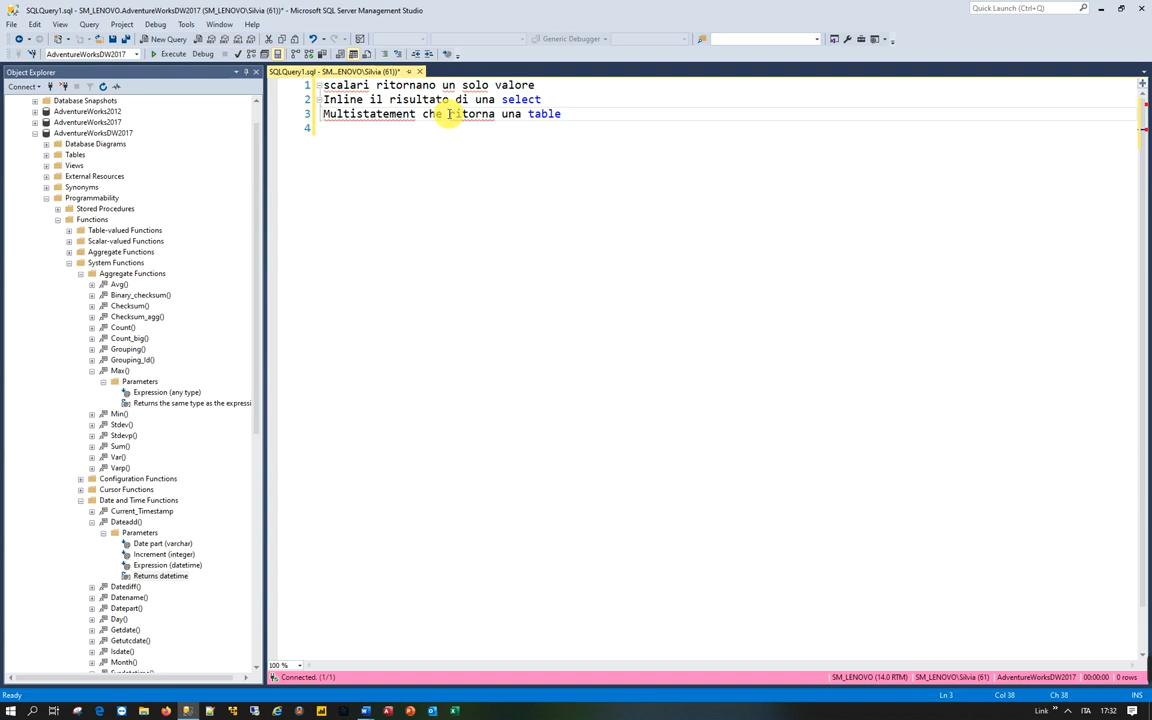 SQLQuery1.sql - SM_LENOVO.AdventureWorksDW2017 (SM_LENOVO\Silvia (61))* - Microsoft SQL Server Management Studio
Quick Launch (Ctrl+Q)
File Edit View Query Project Debug Tools Window Help
New Query
Generic Debugger
AdventureWorksDW2017
Execute Debug
Object Explorer
SQLQuery1.sql - SM...ENOVO\Silvia (61))*
Connect
Database Snapshots
AdventureWorks2012
AdventureWorks2017
AdventureWorksDW2017
Database Diagrams
Tables
Views
External Resources
Synonyms
Programmability
Stored Procedures
Functions
Table-valued Functions
Scalar-valued Functions
Aggregate Functions
System Functions
Aggregate Functions
Avg()
Binary_checksum()
Checksum()
Checksum_agg()
Count()
Count_big()
Grouping()
Grouping_Id()
Max()
Parameters
Expression (any type)
Returns the same type as the expressi
Min()
Stdev()
Stdevp()
Sum()
Var()
Varp()
Configuration Functions
Cursor Functions
Date and Time Functions
Current_Timestamp
Dateadd()
Parameters
Date part (varchar)
Increment (integer)
Expression (datetime)
Returns datetime
Datediff()
Datename()
Datepart()
Day()
Getdate()
Getutcdate()
Isdate()
Month()
1 scalari ritornano un solo valore
2 Inline il risultato di una select
3 Multistatement che ritorna una table
4
100 %
Connected. (1/1)
SM_LENOVO (14.0 RTM) SM_LENOVO\Silvia (61) AdventureWorksDW2017 00:00:00 0 rows
Ready
Ln 3 Col 38 Ch 38 INS
Link ITA 17:32